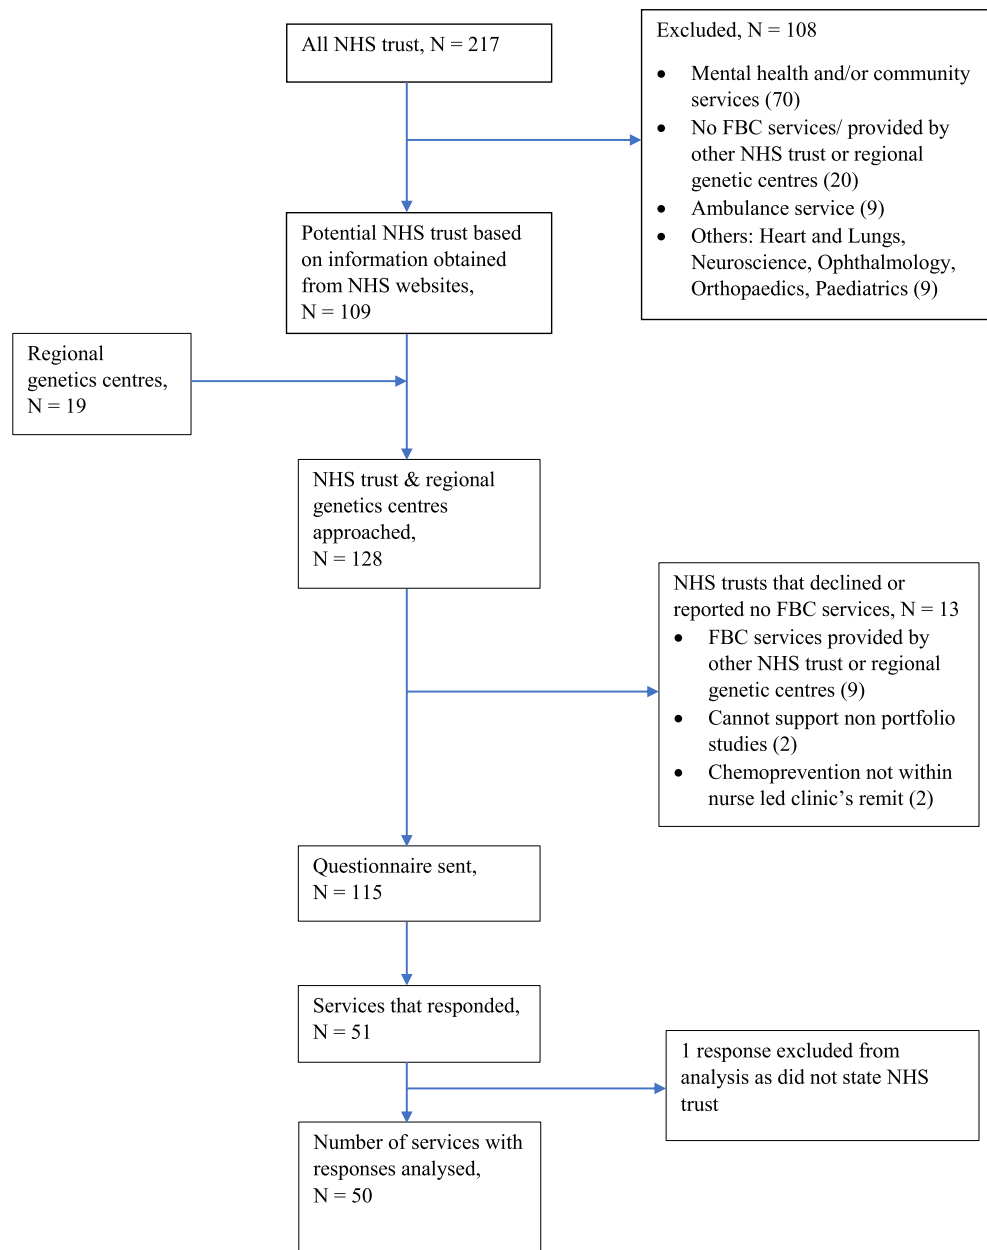 All NHS trust, N = 217
Excluded, N = 108
• Mental health and/or community
services (70)
• No FBC services/ provided by
other NHS trust or regional
genetic centres (20)
• Ambulance service (9)
• Others: Heart and Lungs,
Neuroscience, Ophthalmology,
Orthopaedics, Paediatrics (9)
Potential NHS trust based
on information obtained
from NHS websites,
N = 109
Regional
genetics centres,
N = 19
NHS trust & regional
genetics centres
approached,
N = 128
NHS trusts that declined or
reported no FBC services, N = 13
• FBC services provided by
other NHS trust or regional
genetic centres (9)
• Cannot support non portfolio
studies (2)
• Chemoprevention not within
nurse led clinic’s remit (2)
Questionnaire sent,
N = 115
Services that responded,
N = 51
1 response excluded from
analysis as did not state NHS
trust
Number of services with
responses analysed,
N = 50